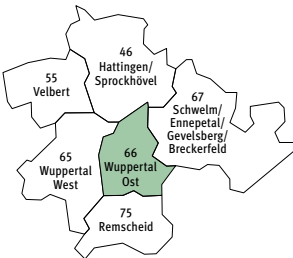 46
Hattingen/
Sprockhövel
55
Velbert
67
Schwelm/
Ennepetal/
Gevelsberg/
Breckerfeld
65
Wuppertal
West
66
Wuppertal
Ost
75
Remscheid